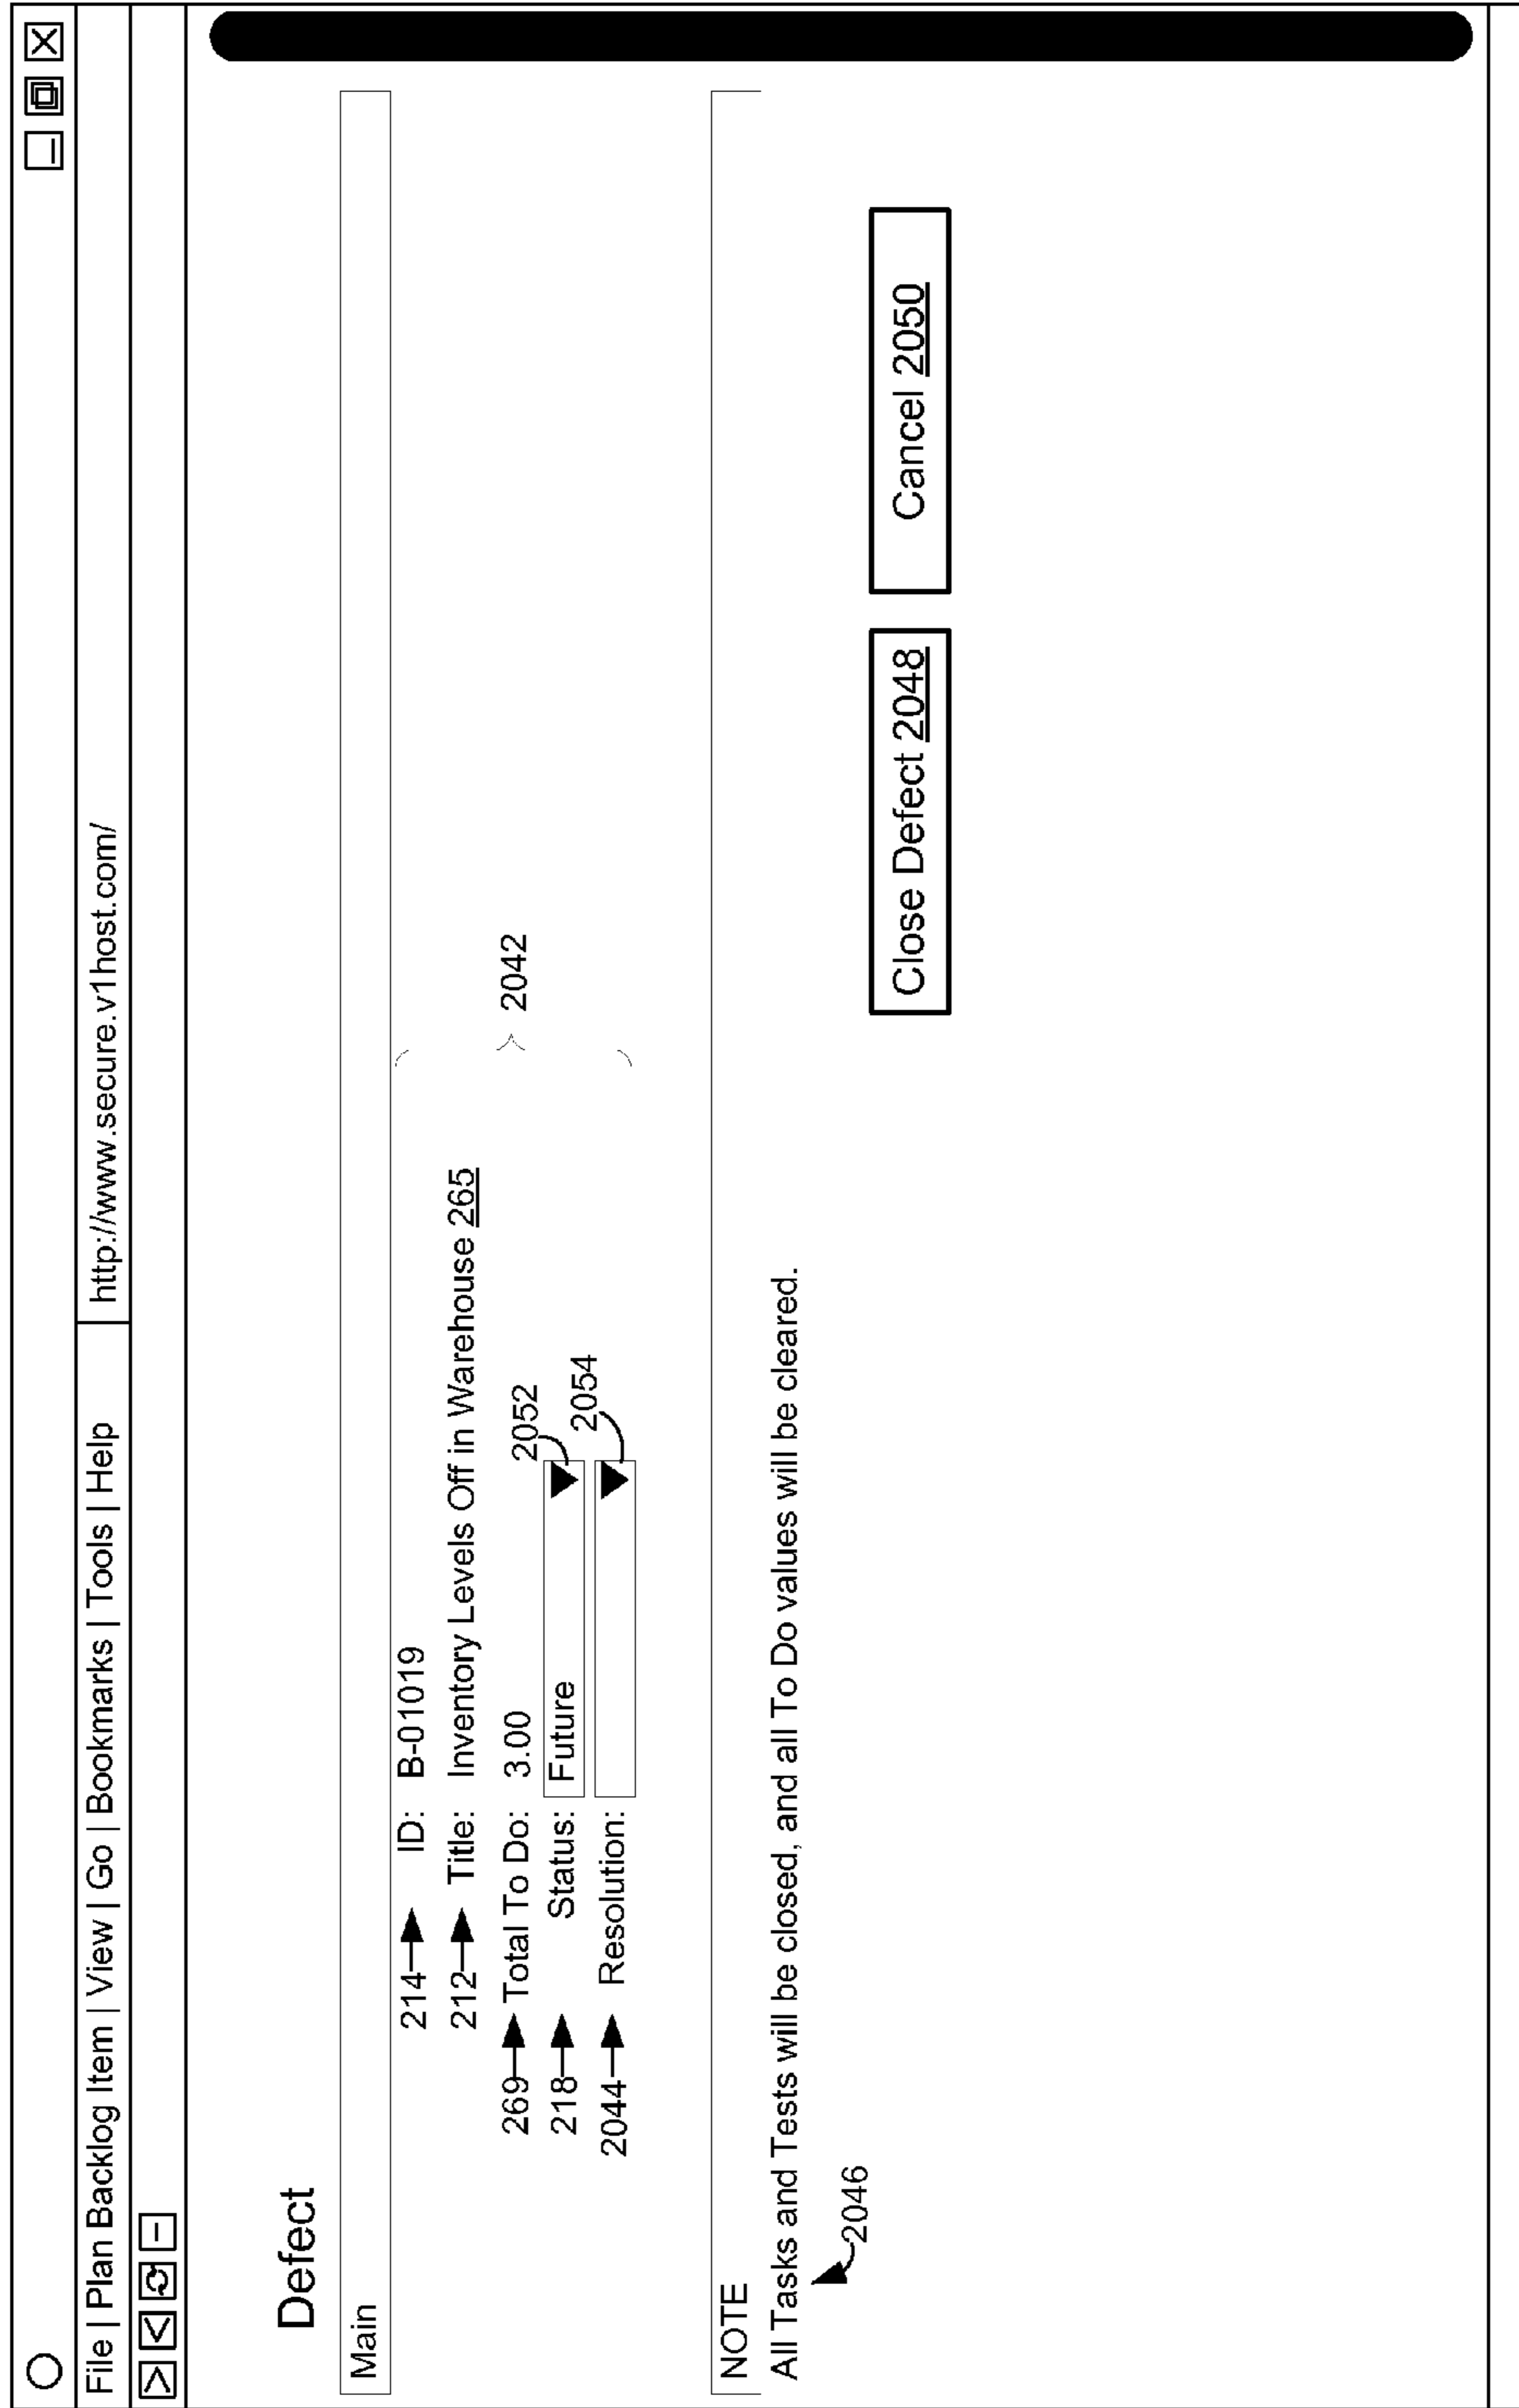 File | Plan Backlog Item | View | Go | Bookmarks | Tools | Help
http://www.secure.v1host.com/
Defect
Main
214 ID: B-01019
212 Title: Inventory Levels Off in Warehouse 265
269 Total To Do: 3.00
2042
218 Status: Future 2052
2044 Resolution: 2054
NOTE
All Tasks and Tests will be closed, and all To Do values will be cleared.
2046
Close Defect 2048
Cancel 2050